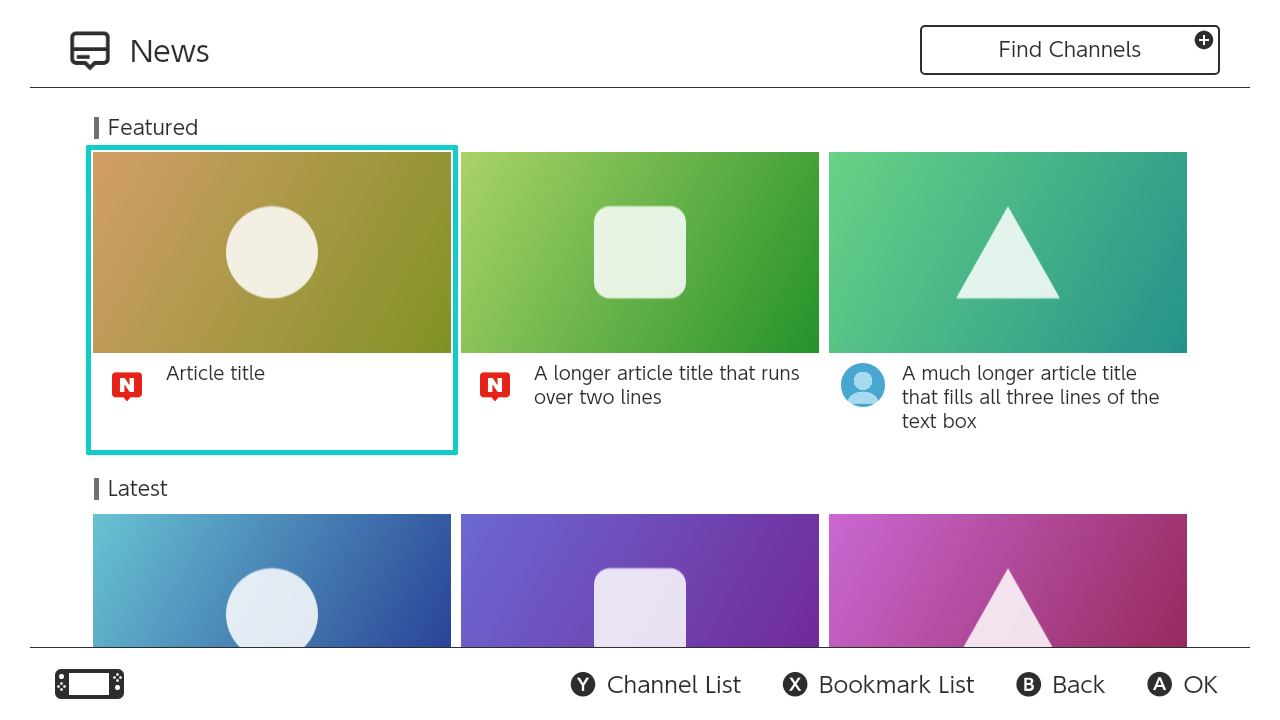 News
Find Channels
Featured
Article title
A longer article title that runs
over two lines
A much longer article title
that fills all three lines of the
text box
Latest
Y Channel List
X Bookmark List
B Back
A OK